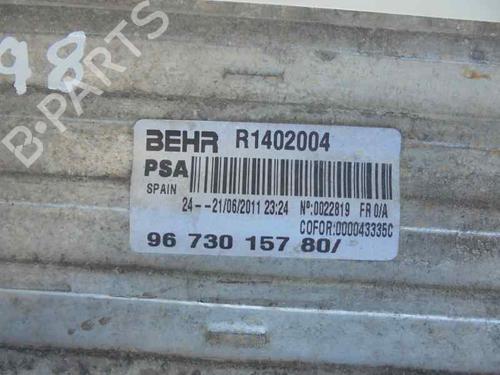 98
B-PARTS
BEHR R1402004
PSA
SPAIN
24--21/06/2011 23:24 Nº:0022819 FR 0/A
COFOR:000043335C
96 730 157 80/